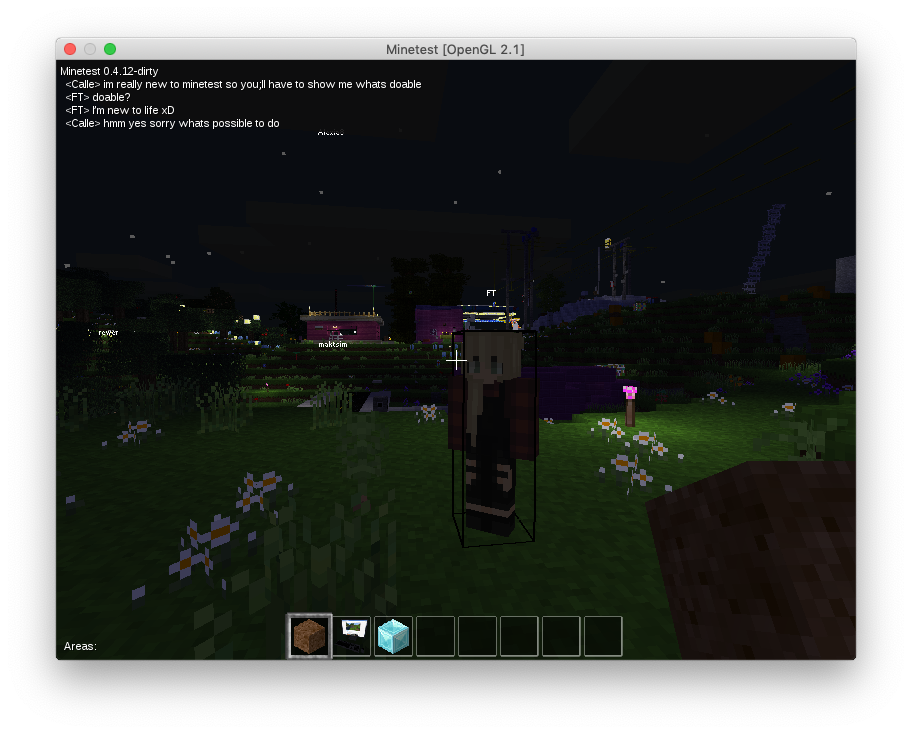 Minetest [OpenGL 2.1]
Minetest 0.4.12-dirty
<Calle> im really new to minetest so you;ll have to show me whats doable
<FT> doable?
<FT> I'm new to life xD
<Calle> hmm yes sorry whats possible to do
FT
maktsim
Areas: